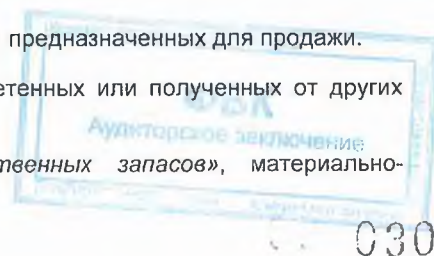 предназначенных для продажи.
етенных или полученных от других
ФБК
Аудиторское заключение
твенных запасов», материально-
030